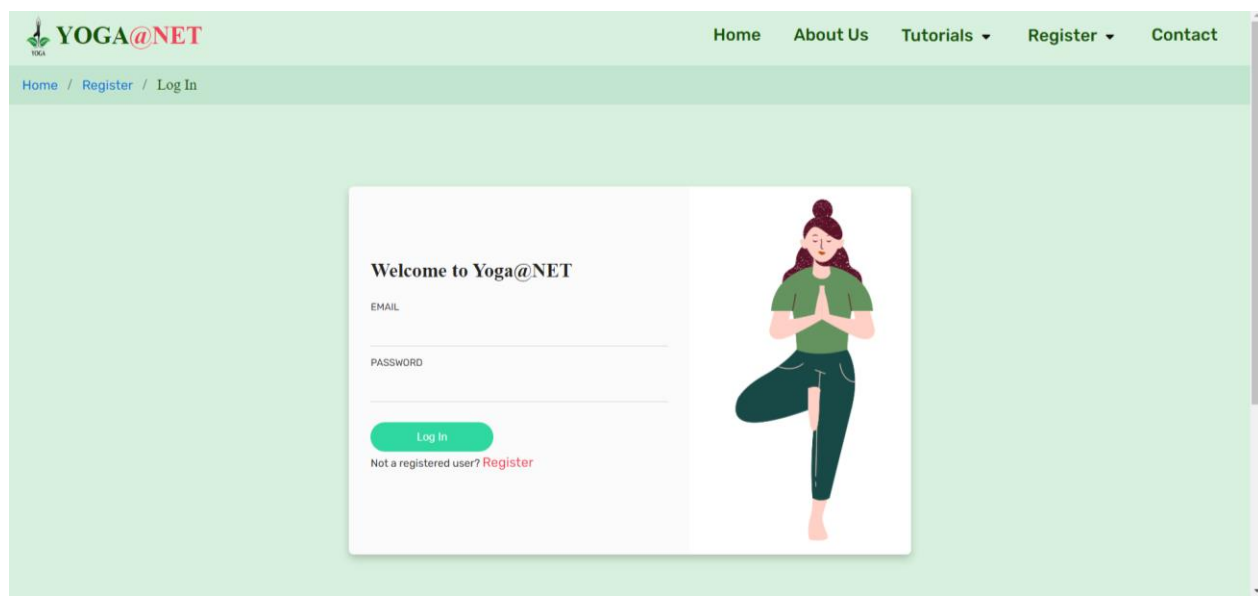 YOGA YOGA@NET Home About Us Tutorials Register Contact
Home / Register / Log In
Welcome to Yoga@NET
EMAIL
PASSWORD
Log In
Not a registered user? Register